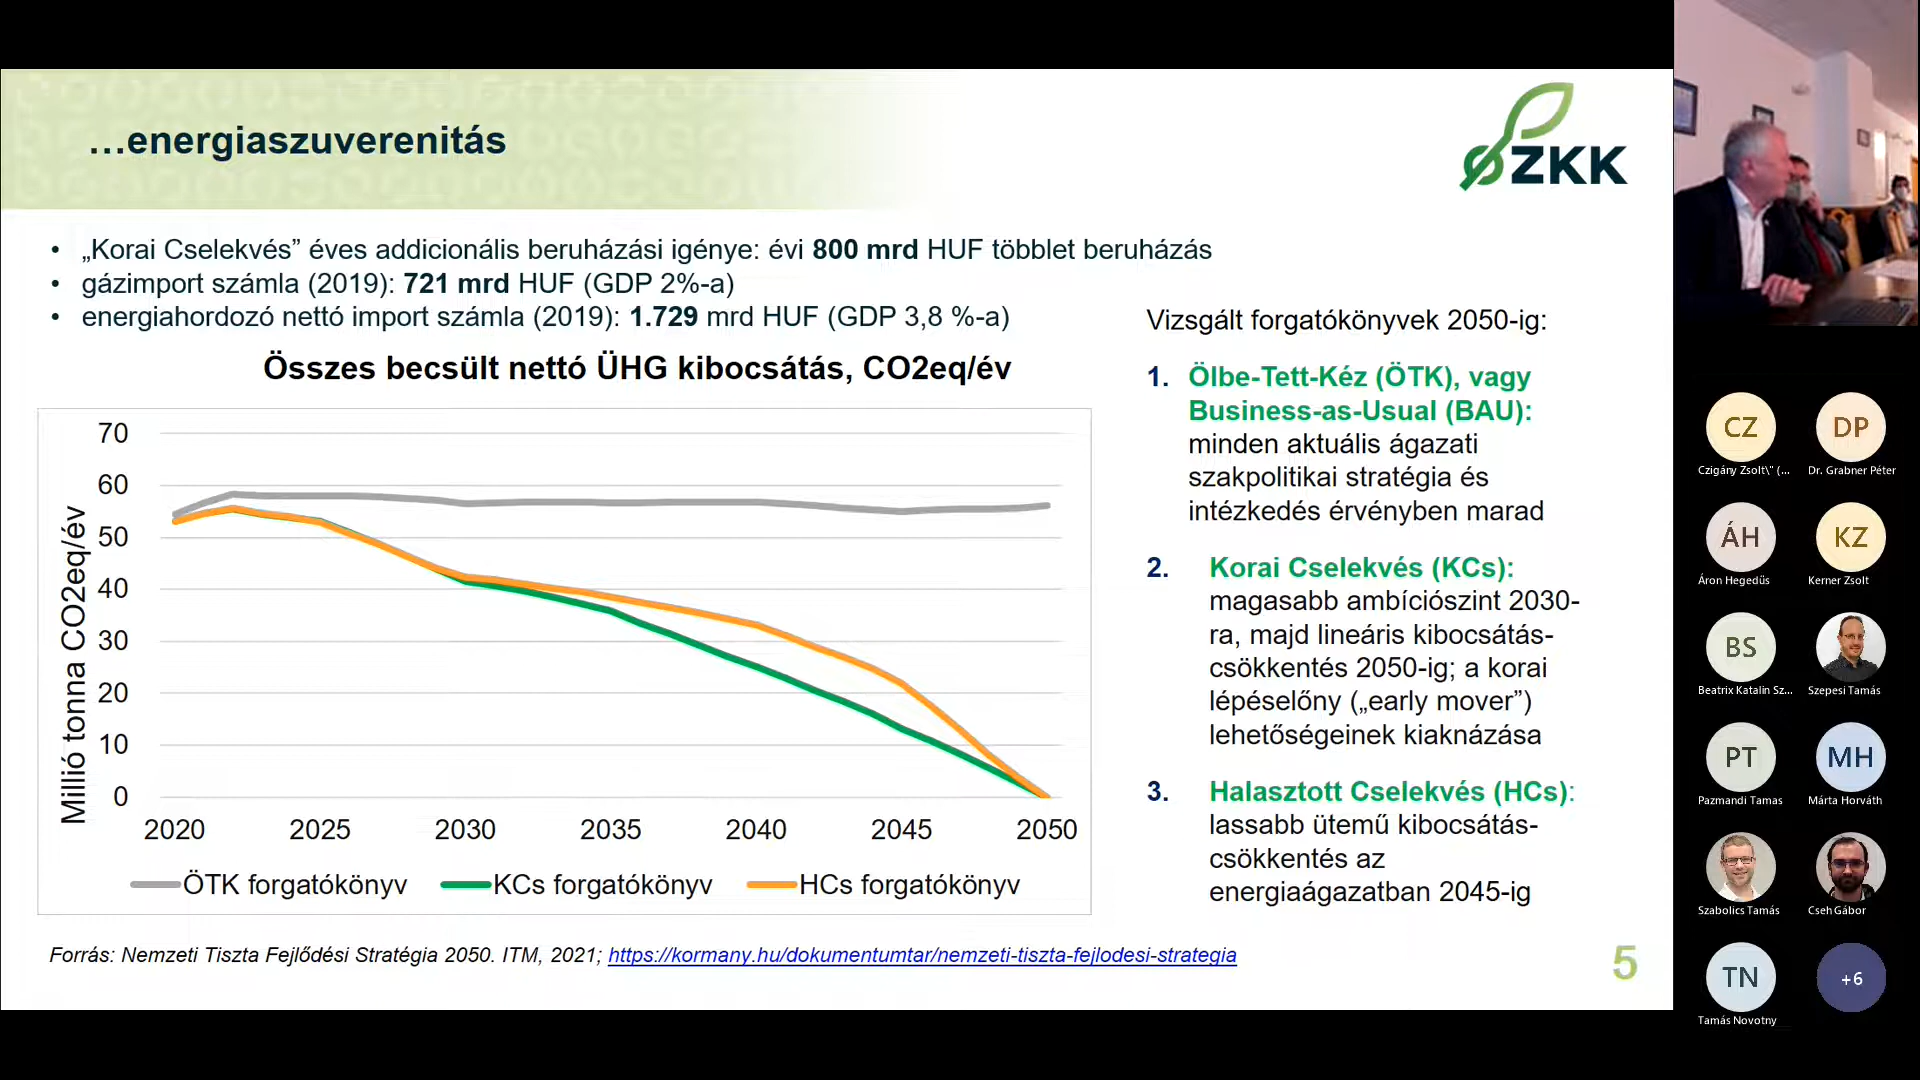 …energiaszuverenitás
ZKK
• „Korai Cselekvés” éves addicionális beruházási igénye: évi 800 mrd HUF többlet beruházás
• gázimport számla (2019): 721 mrd HUF (GDP 2%-a)
• energiahordozó nettó import számla (2019): 1.729 mrd HUF (GDP 3,8 %-a)
Összes becsült nettó ÜHG kibocsátás, CO2eq/év
Millió tonna CO2eq/év
70
60
50
40
30
20
10
0
2020 2025 2030 2035 2040 2045 2050
ÖTK forgatókönyv KCs forgatókönyv HCs forgatókönyv
Vizsgált forgatókönyvek 2050-ig:
1. Ölbe-Tett-Kéz (ÖTK), vagy
Business-as-Usual (BAU):
minden aktuális ágazati
szakpolitikai stratégia és
intézkedés érvényben marad
2. Korai Cselekvés (KCs):
magasabb ambíciószint 2030-
ra, majd lineáris kibocsátás-
csökkentés 2050-ig; a korai
lépéselőny („early mover”)
lehetőségeinek kiaknázása
3. Halasztott Cselekvés (HCs):
lassabb ütemű kibocsátás-
csökkentés az
energiaágazatban 2045-ig
Forrás: Nemzeti Tiszta Fejlődési Stratégia 2050. ITM, 2021; https://kormany.hu/dokumentumtar/nemzeti-tiszta-fejlodesi-strategia
5
CZ DP
Czigány Zsolt\" (... Dr. Grabner Péter
ÁH KZ
Áron Hegedűs Kerner Zsolt
BS
Beatrix Katalin Sz... Szepesi Tamás
PT MH
Pazmandi Tamas Márta Horváth
Szabolics Tamás Cseh Gábor
TN +6
Tamás Novotny